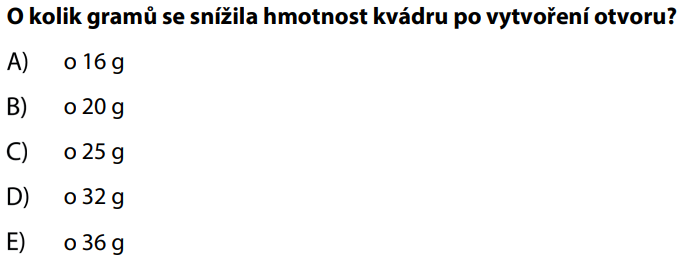 O kolik gramů se snížila hmotnost kvádru po vytvoření otvoru?
A) o 16 g
B) o 20 g
C) o 25 g
D) o 32 g
E) o 36 g